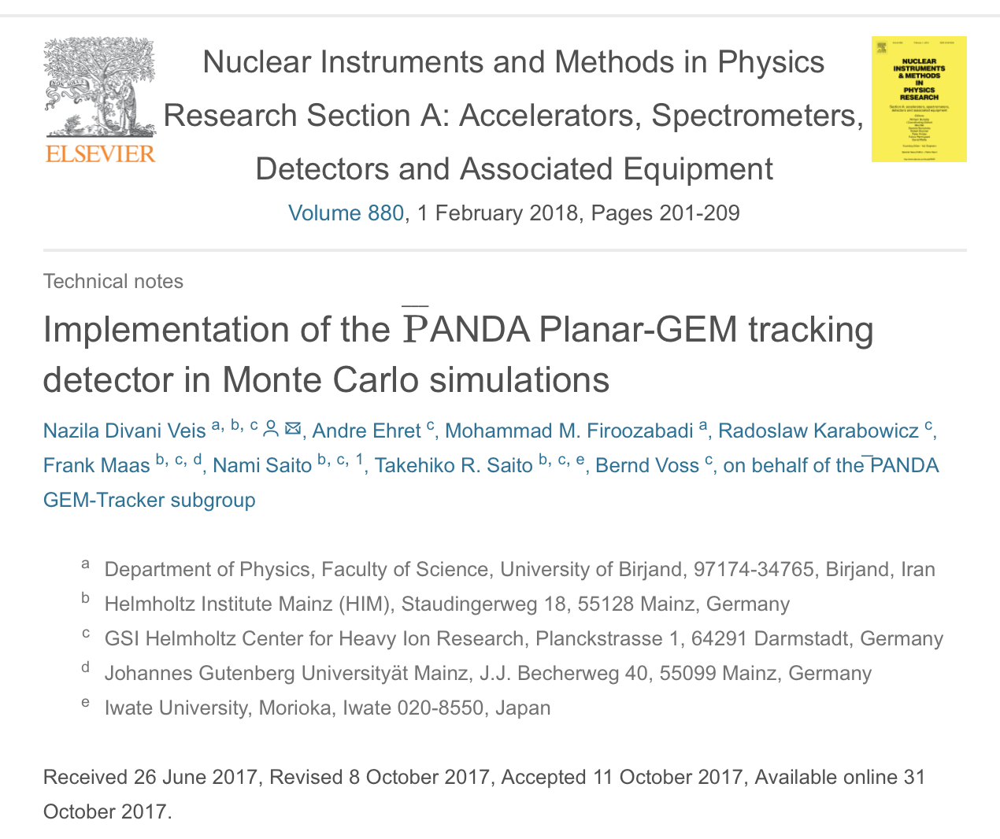 Nuclear Instruments and Methods in Physics
Research Section A: Accelerators, Spectrometers,
Detectors and Associated Equipment
Volume 880, 1 February 2018, Pages 201-209
ELSEVIER
NUCLEAR
INSTRUMENTS
& METHODS
IN
PHYSICS
RESEARCH
Section A: accelerators, spectrometers,
detectors and associated equipment
Technical notes
Implementation of the P̅ANDA Planar-GEM tracking
detector in Monte Carlo simulations
Nazila Divani Veis a, b, c, Andre Ehret c, Mohammad M. Firoozabadi a, Radoslaw Karabowicz c,
Frank Maas b, c, d, Nami Saito b, c, 1, Takehiko R. Saito b, c, e, Bernd Voss c, on behalf of the P̅ANDA
GEM-Tracker subgroup
a Department of Physics, Faculty of Science, University of Birjand, 97174-34765, Birjand, Iran
b Helmholtz Institute Mainz (HIM), Staudingerweg 18, 55128 Mainz, Germany
c GSI Helmholtz Center for Heavy Ion Research, Planckstrasse 1, 64291 Darmstadt, Germany
d Johannes Gutenberg Universityät Mainz, J.J. Becherweg 40, 55099 Mainz, Germany
e Iwate University, Morioka, Iwate 020-8550, Japan
Received 26 June 2017, Revised 8 October 2017, Accepted 11 October 2017, Available online 31
October 2017.